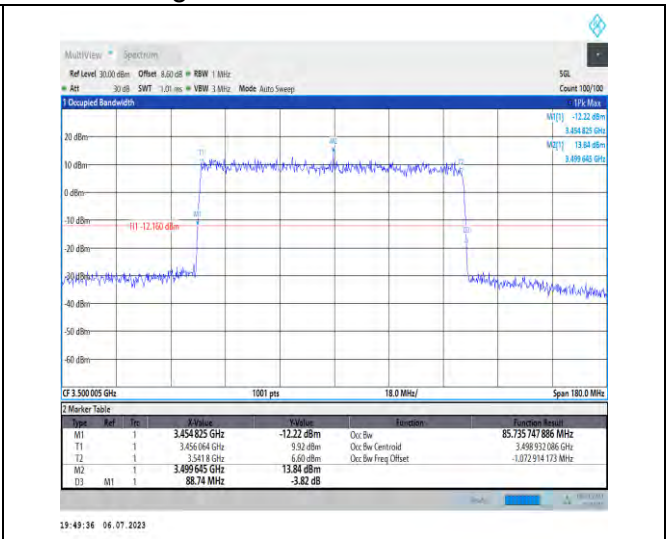 MultiView Spectrum
Ref Level 30.00 dBm Offset 8.60 dB RBW 1 MHz SGL
Att 30 dB SWT 1.01 ms VBW 3 MHz Mode Auto Sweep Count 100/100
1 Occupied Bandwidth 1Pk Max
M1[1] -12.22 dBm
3.454 825 GHz
M2[1] 13.84 dBm
3.499 645 GHz
20 dBm
M2
T1
T2
10 dBm
0 dBm
-10 dBm
M1
H1 -12.160 dBm
D3
-20 dBm
-30 dBm
-40 dBm
-50 dBm
-60 dBm
CF 3.500 005 GHz 1001 pts 18.0 MHz/ Span 180.0 MHz
2 Marker Table
Type Ref Trc X-Value Y-Value Function Function Result
M1 1 3.454 825 GHz -12.22 dBm Occ Bw 85.735 747 886 MHz
T1 1 3.456 064 GHz 9.92 dBm Occ Bw Centroid 3.498 932 086 GHz
T2 1 3.541 8 GHz 6.60 dBm Occ Bw Freq Offset -1.072 914 173 MHz
M2 1 3.499 645 GHz 13.84 dBm
D3 M1 1 88.74 MHz -3.82 dB
Ready
19:49:36 06.07.2023